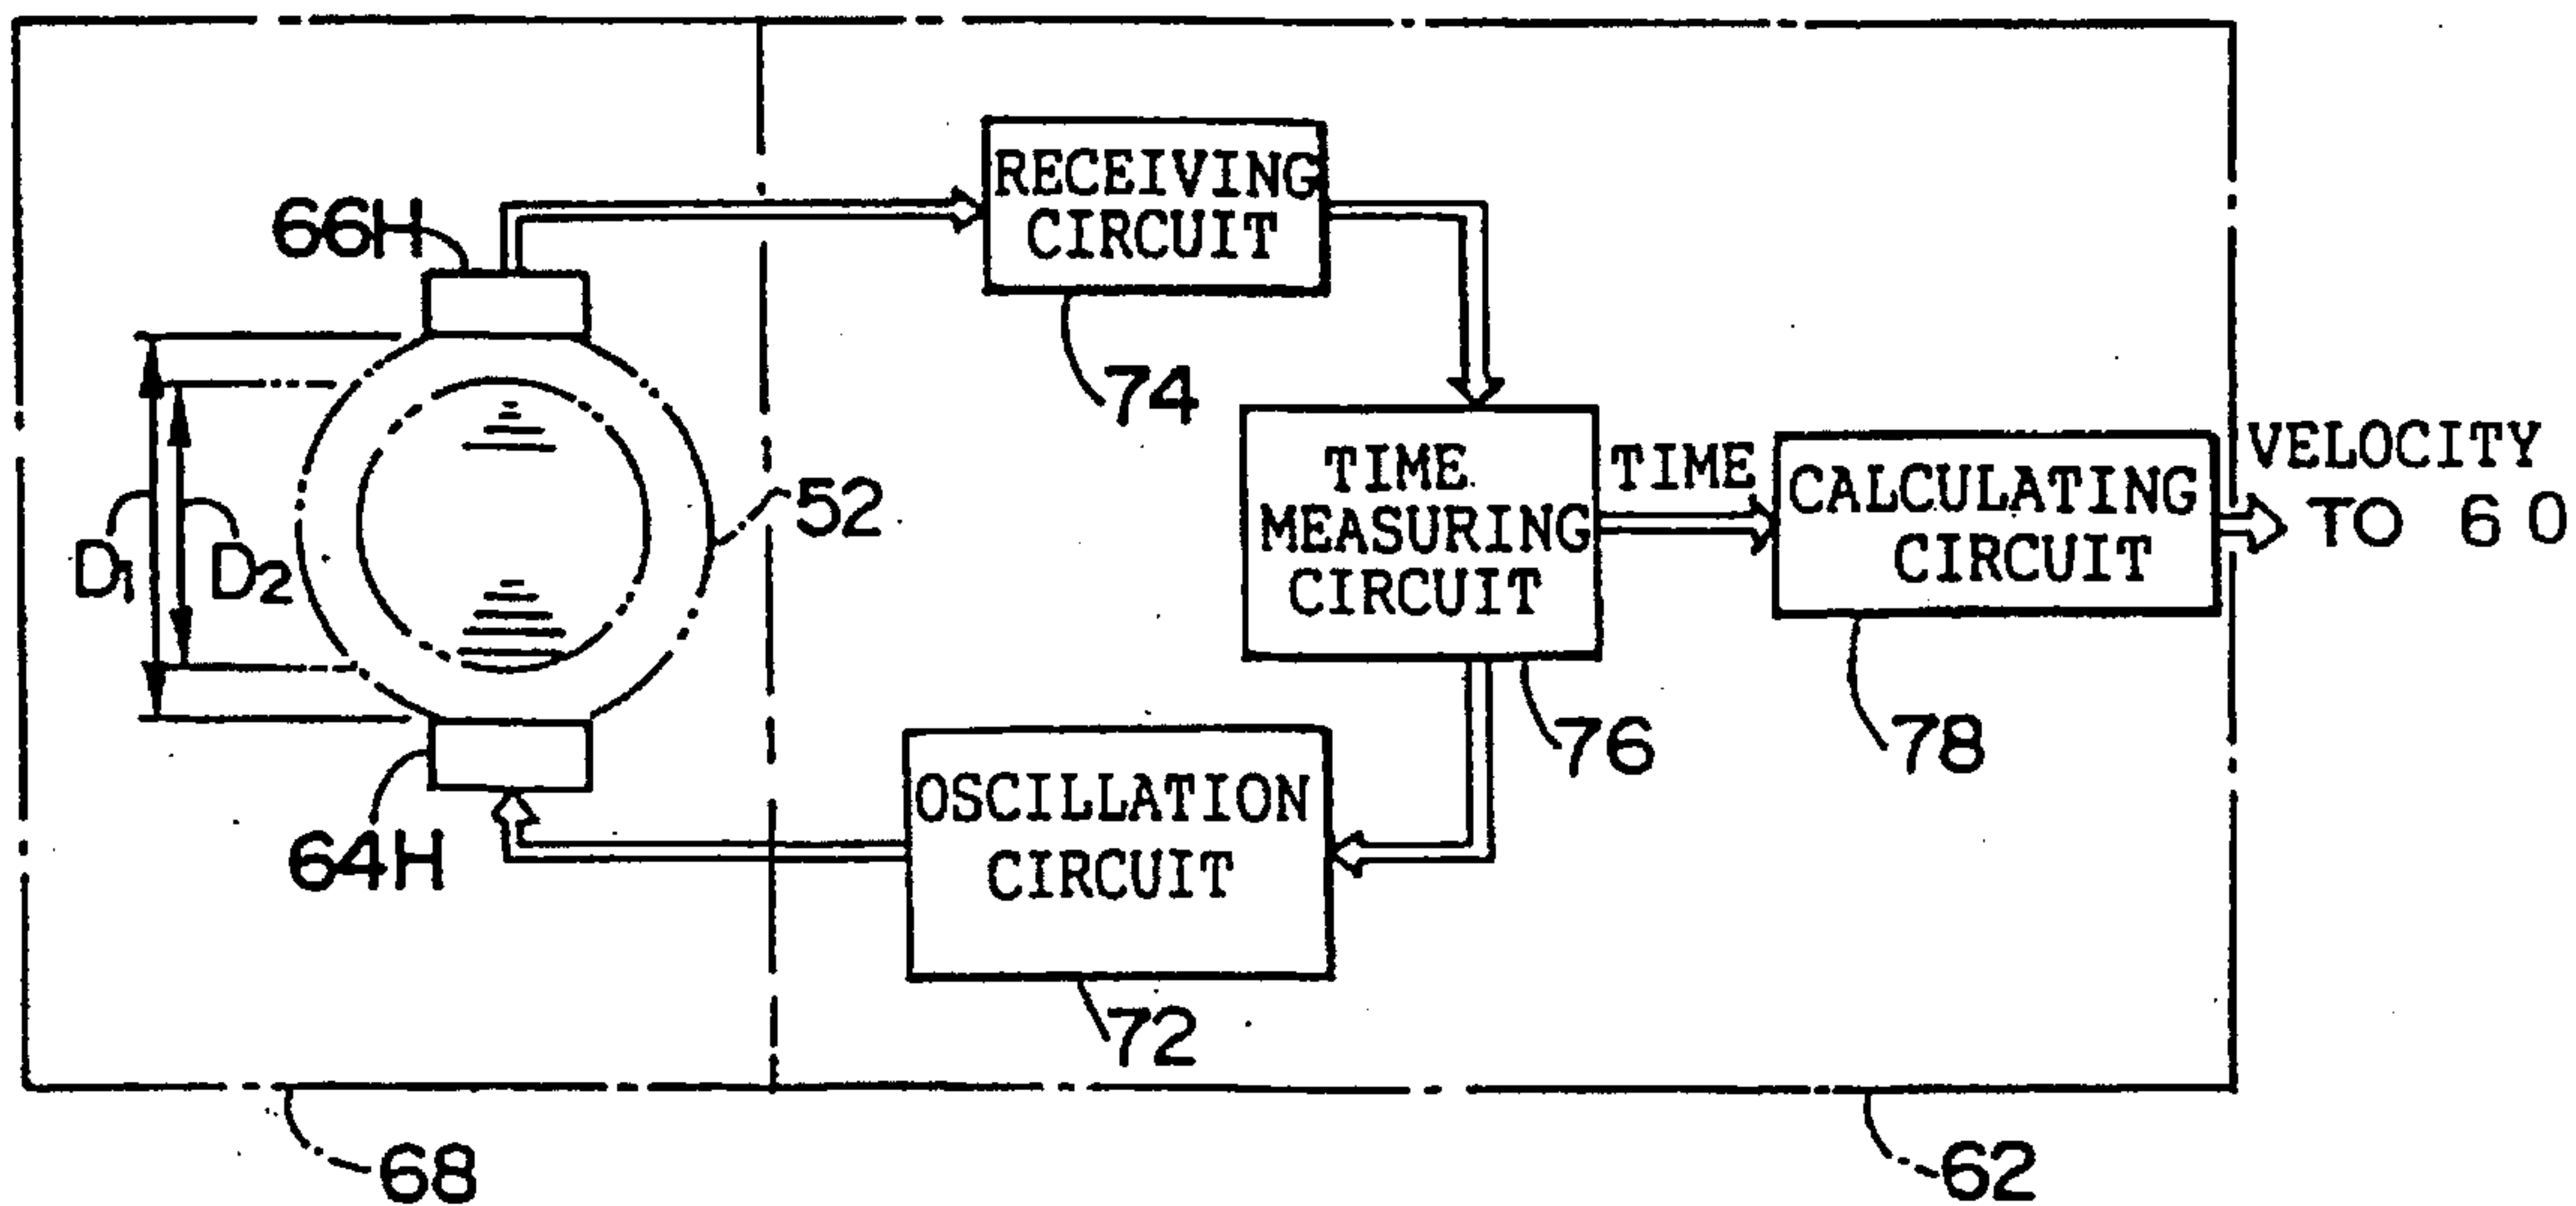 66H
RECEIVING
CIRCUIT
74
52
D1
D2
TIME
MEASURING
CIRCUIT
TIME
CALCULATING
CIRCUIT
VELOCITY
TO 60
76
78
64H
OSCILLATION
CIRCUIT
72
68
62